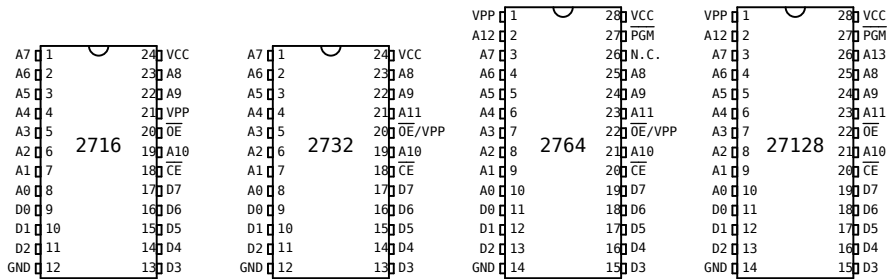 VPP 1 28 VCC VPP 1 28 VCC
A12 2 27 PGM A12 2 27 PGM
A7 1 24 VCC A7 1 24 VCC A7 3 26 N.C. A7 3 26 A13
A6 2 23 A8 A6 2 23 A8 A6 4 25 A8 A6 4 25 A8
A5 3 22 A9 A5 3 22 A9 A5 5 24 A9 A5 5 24 A9
A4 4 21 VPP A4 4 21 A11 A4 6 23 A11 A4 6 23 A11
A3 5 20 OE A3 5 20 OE/VPP A3 7 22 OE/VPP A3 7 22 OE
2716 2732 2764 27128
A2 6 19 A10 A2 6 19 A10 A2 8 21 A10 A2 8 21 A10
A1 7 18 CE A1 7 18 CE A1 9 20 CE A1 9 20 CE
A0 8 17 D7 A0 8 17 D7 A0 10 19 D7 A0 10 19 D7
D0 9 16 D6 D0 9 16 D6 D0 11 18 D6 D0 11 18 D6
D1 10 15 D5 D1 10 15 D5 D1 12 17 D5 D1 12 17 D5
D2 11 14 D4 D2 11 14 D4 D2 13 16 D4 D2 13 16 D4
GND 12 13 D3 GND 12 13 D3 GND 14 15 D3 GND 14 15 D3